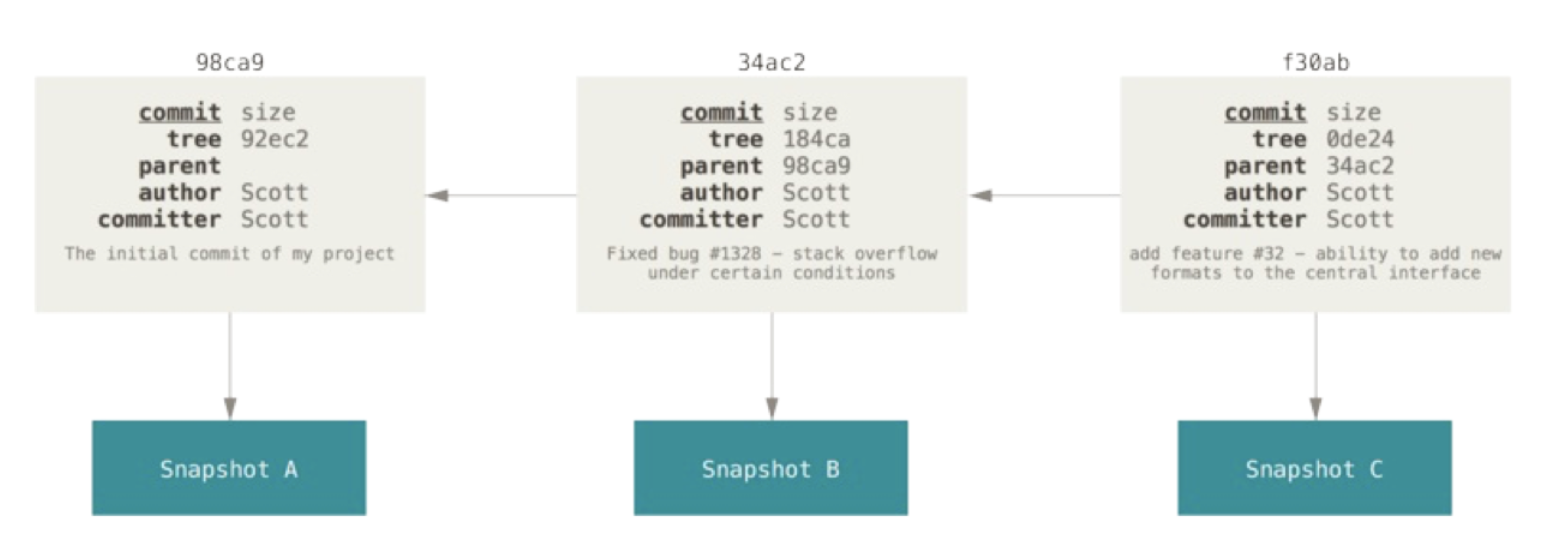 98ca9
commit size
tree 92ec2
parent
author Scott
committer Scott
The initial commit of my project
Snapshot A
34ac2
commit size
tree 184ca
parent 98ca9
author Scott
committer Scott
Fixed bug #1328 – stack overflow
under certain conditions
Snapshot B
f30ab
commit size
tree 0de24
parent 34ac2
author Scott
committer Scott
add feature #32 – ability to add new
formats to the central interface
Snapshot C